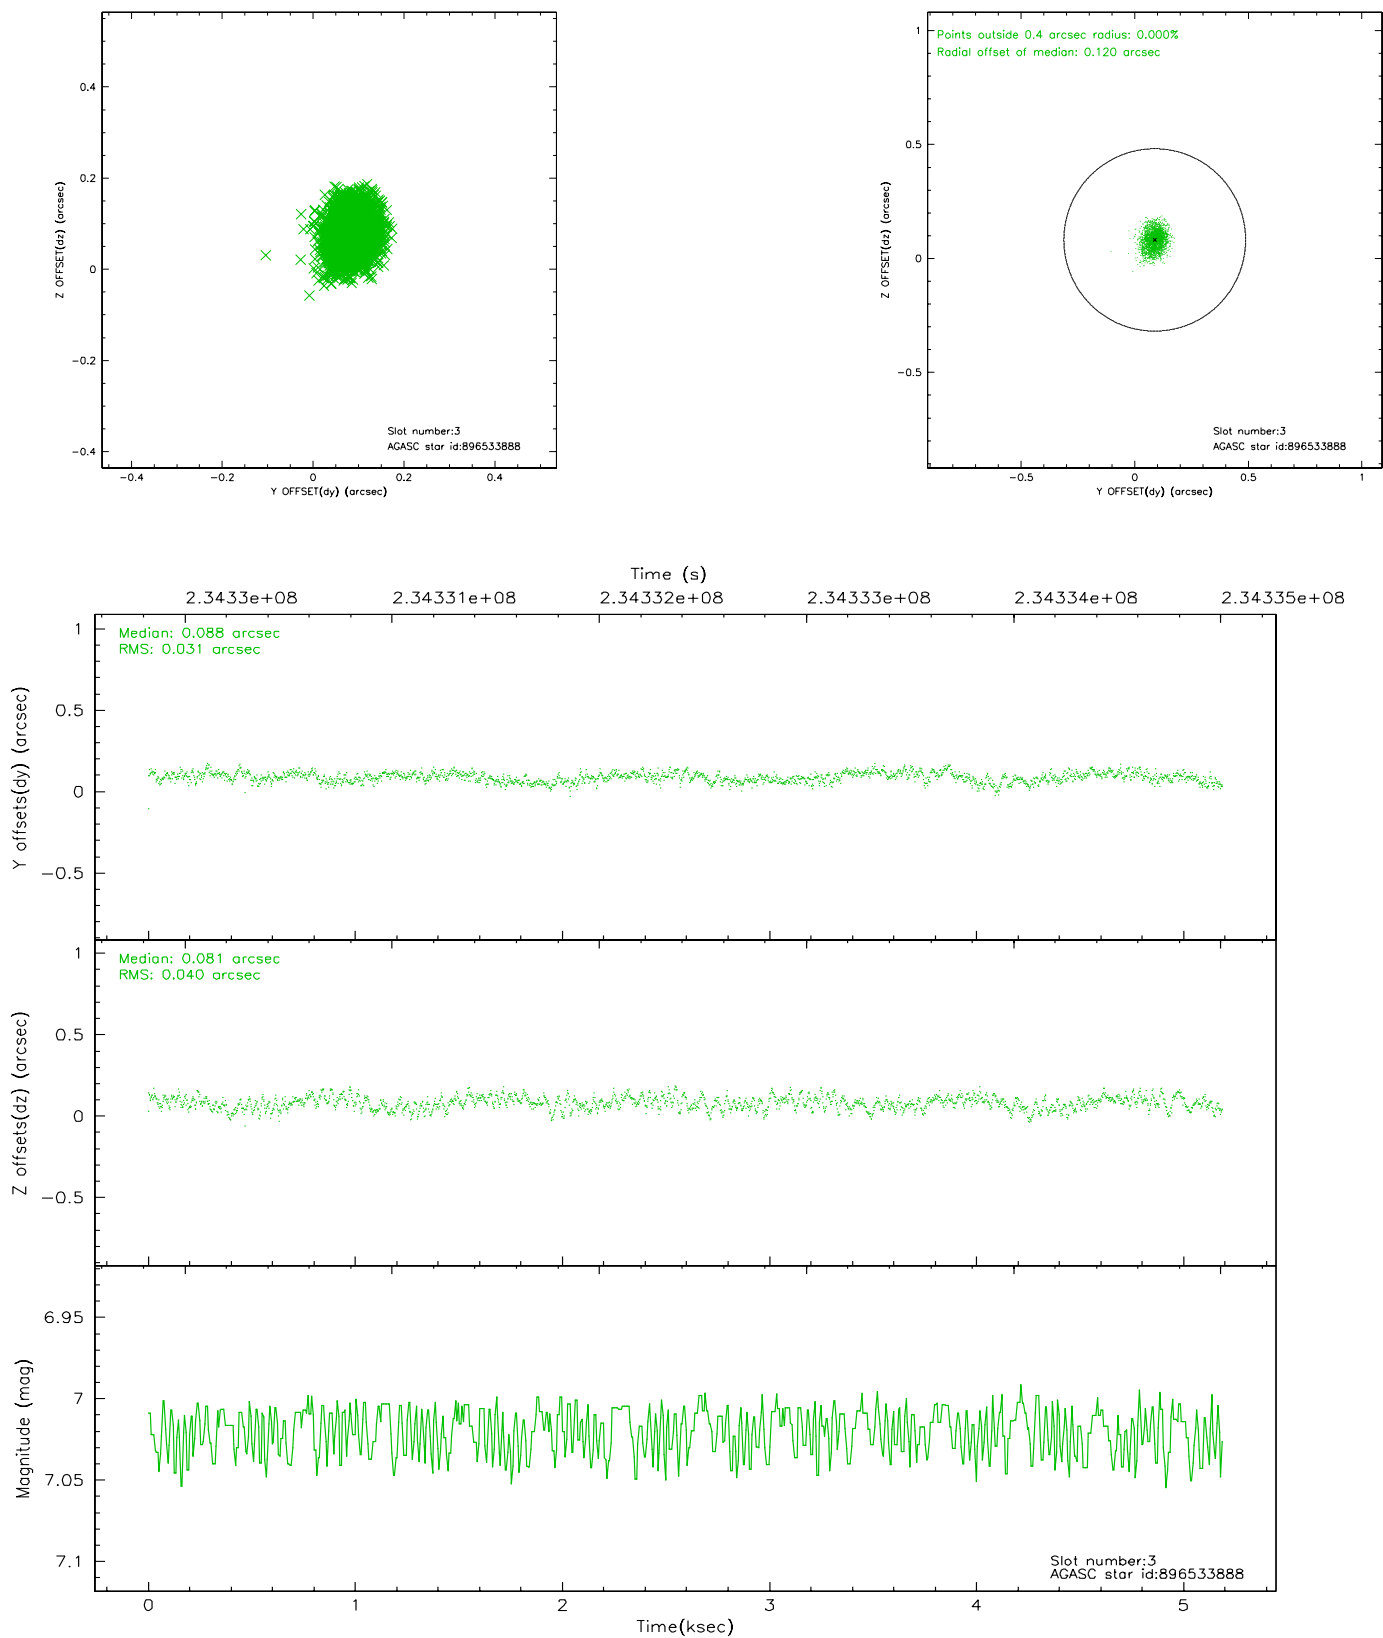 0.4
0.2
0
−0.2
−0.4
Z OFFSET(dz) (arcsec)
Slot number:3
AGASC star id:896533888
−0.4 −0.2 0 0.2 0.4
Y OFFSET(dy) (arcsec)
Points outside 0.4 arcsec radius: 0.000%
Radial offset of median: 0.120 arcsec
1
0.5
0
−0.5
Z OFFSET(dz) (arcsec)
Slot number:3
AGASC star id:896533888
−0.5 0 0.5 1
Y OFFSET(dy) (arcsec)
Time (s)
2.3433e+08 2.34331e+08 2.34332e+08 2.34333e+08 2.34334e+08 2.34335e+08
Median: 0.088 arcsec
RMS: 0.031 arcsec
1
0.5
0
−0.5
Y offsets(dy) (arcsec)
Median: 0.081 arcsec
RMS: 0.040 arcsec
1
0.5
0
−0.5
Z offsets(dz) (arcsec)
6.95
7
7.05
7.1
Magnitude (mag)
Slot number:3
AGASC star id:896533888
0 1 2 3 4 5
Time(ksec)